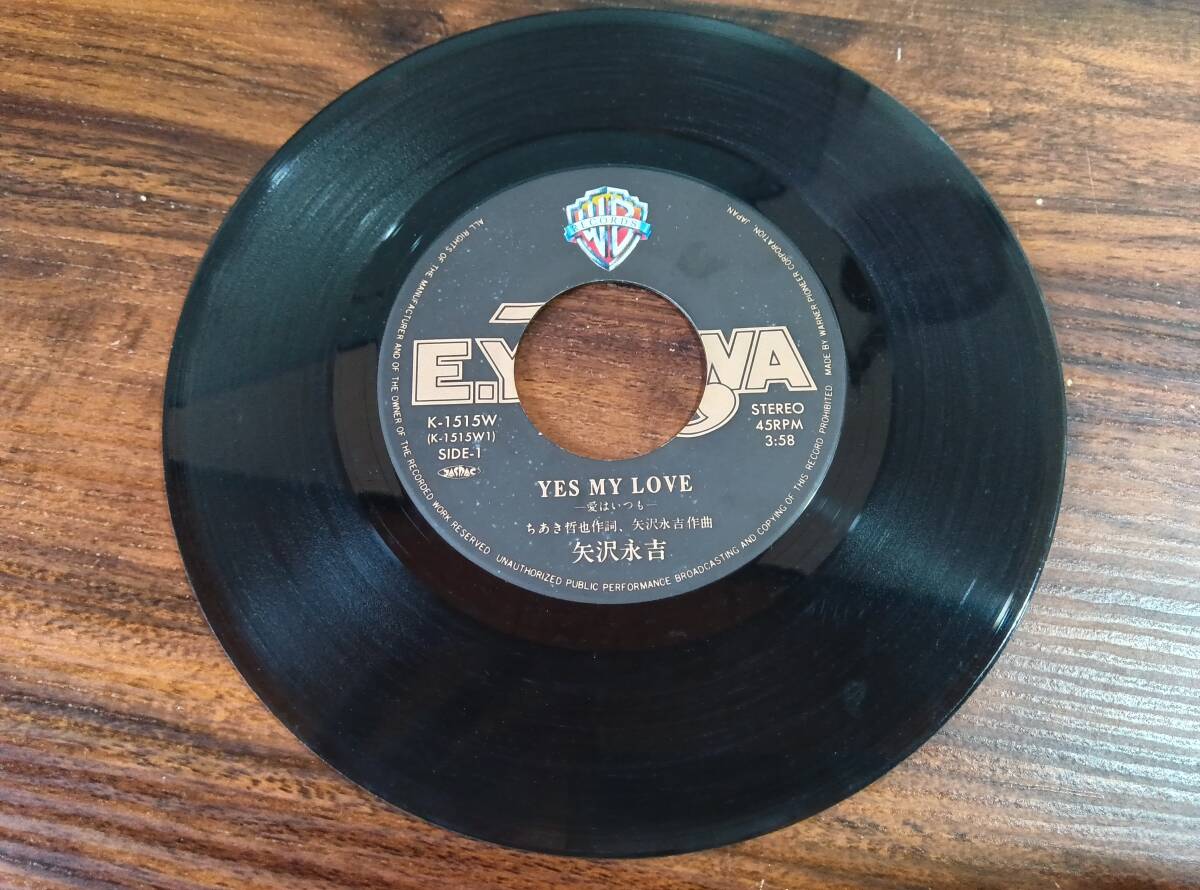 WB
RECORDS
E.Y WA
K-1515W
(K-1515W1)
SIDE-1
JASRAC
STEREO
45RPM
3:58
YES MY LOVE
—愛はいつも—
ちあき哲也作詞、矢沢永吉作曲
矢沢永吉
ALL RIGHTS OF THE MANUFACTURER AND OF THE OWNER OF THE RECORDED WORK RESERVED UNAUTHORIZED PUBLIC PERFORMANCE BROADCASTING AND COPYING OF THIS RECORD PROHIBITED MADE BY WARNER PIONEER CORPORATION, JAPAN